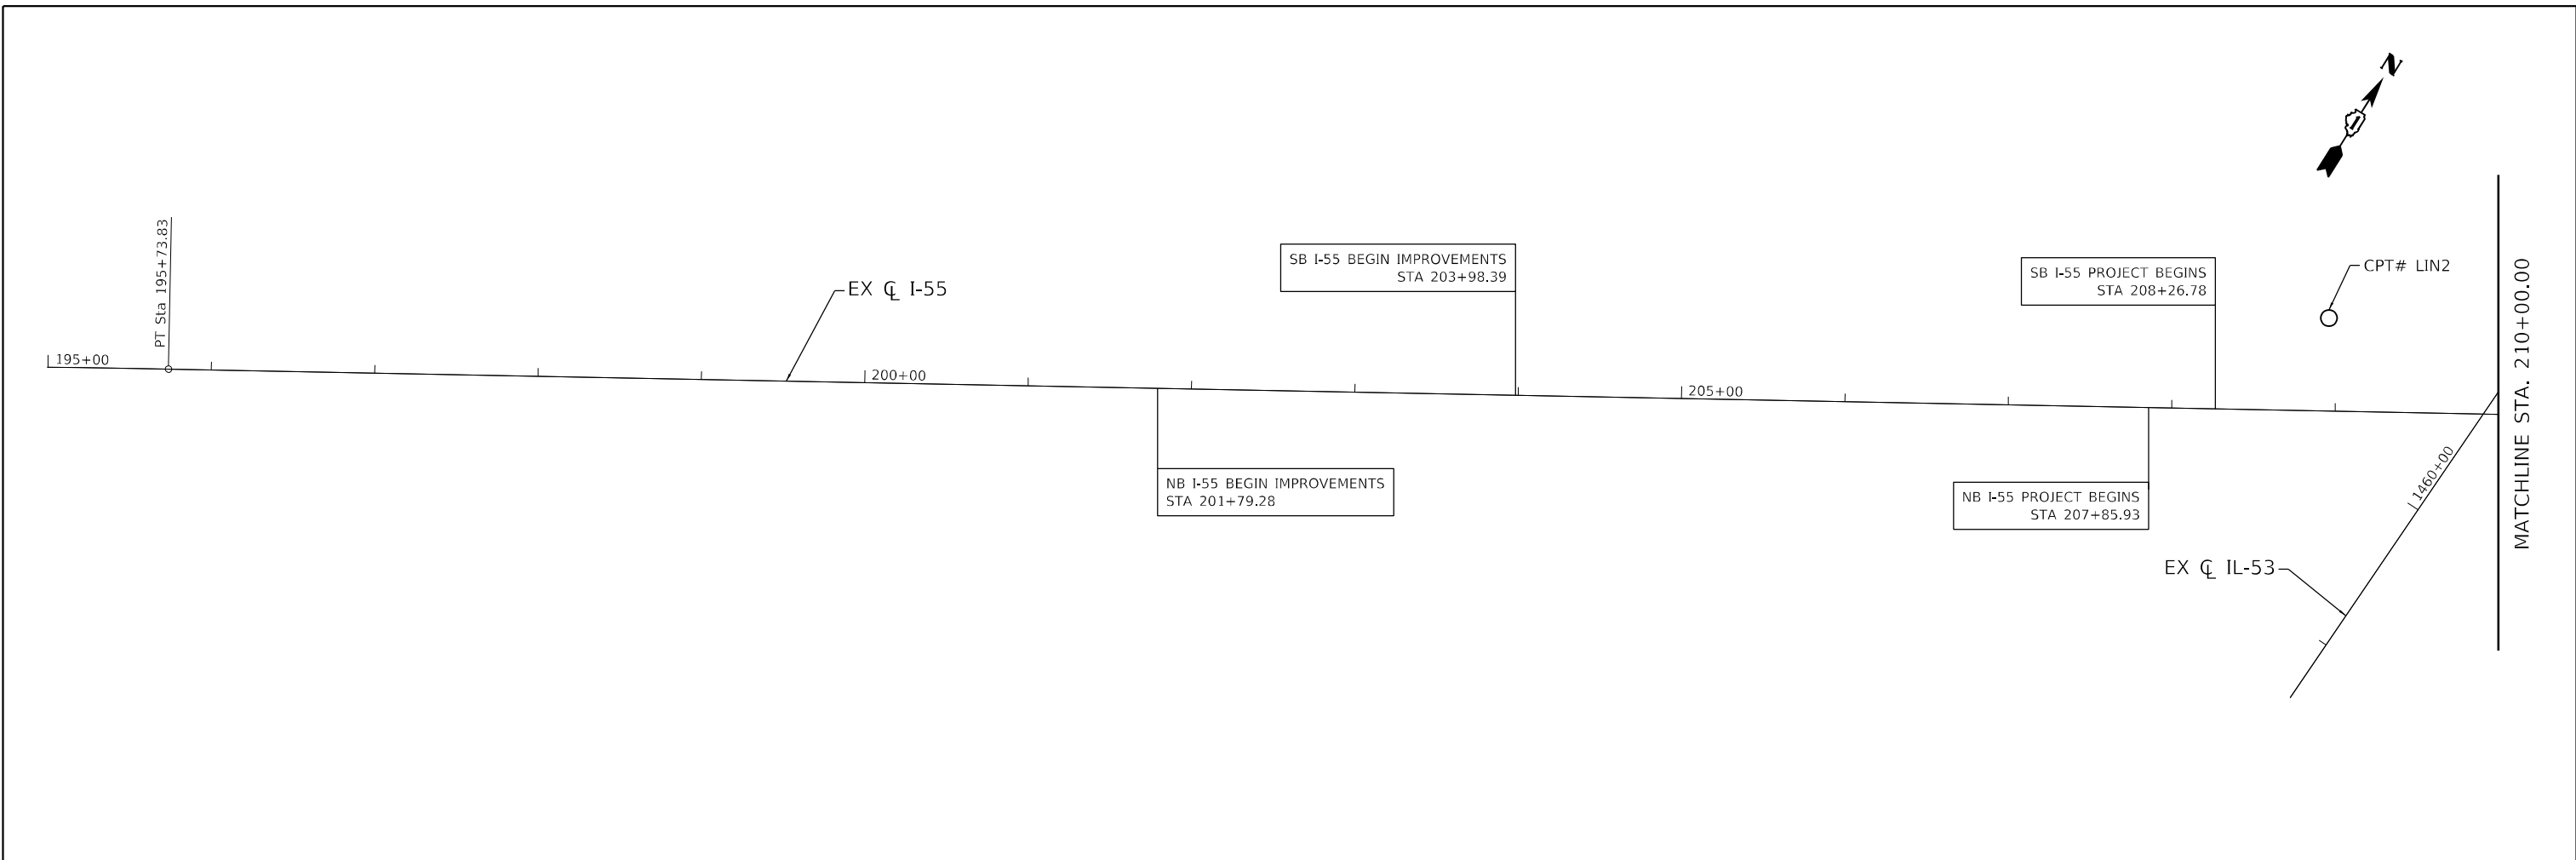 N
PT Sta 195+73.83
SB I-55 BEGIN IMPROVEMENTS
STA 203+98.39
SB I-55 PROJECT BEGINS
STA 208+26.78
CPT# LIN2
EX ℄ I-55
195+00
200+00
205+00
MATCHLINE STA. 210+00.00
NB I-55 BEGIN IMPROVEMENTS
STA 201+79.28
NB I-55 PROJECT BEGINS
STA 207+85.93
1460+00
EX ℄ IL-53